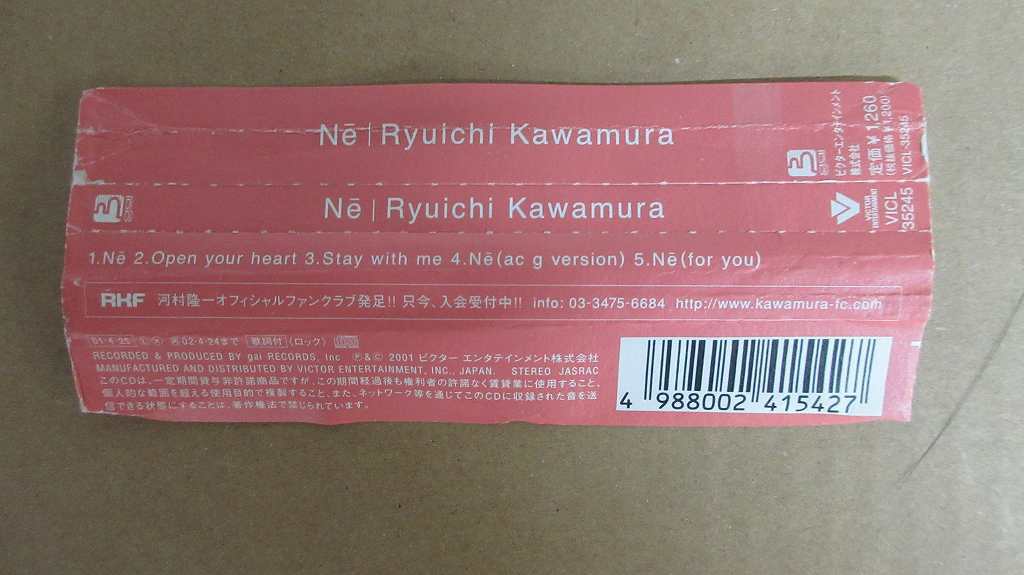 Nē | Ryuichi Kawamura
ビクターエンタテインメント
株式会社
定価¥1,260
(税抜価格¥1,200)
VICL-35245
Nē | Ryuichi Kawamura
VICTOR
ENTERTAINMENT
VICL
35245
1.Nē 2.Open your heart 3.Stay with me 4.Nē(ac g version) 5.Nē(for you)
RKF 河村隆一オフィシャルファンクラブ発足!! 只今、入会受付中!! info: 03-3475-6684 http://www.kawamura-fc.com
01・4・25 02・4・24まで 歌詞付 (ロック)
RECORDED & PRODUCED BY gai RECORDS, Inc Ⓟ&Ⓒ 2001 ビクター エンタテインメント株式会社
MANUFACTURED AND DISTRIBUTED BY VICTOR ENTERTAINMENT, INC., JAPAN. STEREO JASRAC
このCDは、一定期間貸与非許諾商品ですが、この期間経過後も権利者の許諾なく賃貸業に使用すること、
個人的な範囲を超える使用目的で複製すること、また、ネットワーク等を通じてこのCDに収録された音を送
信できる状態にすることは、著作権法で禁じられています。
4 988002 415427